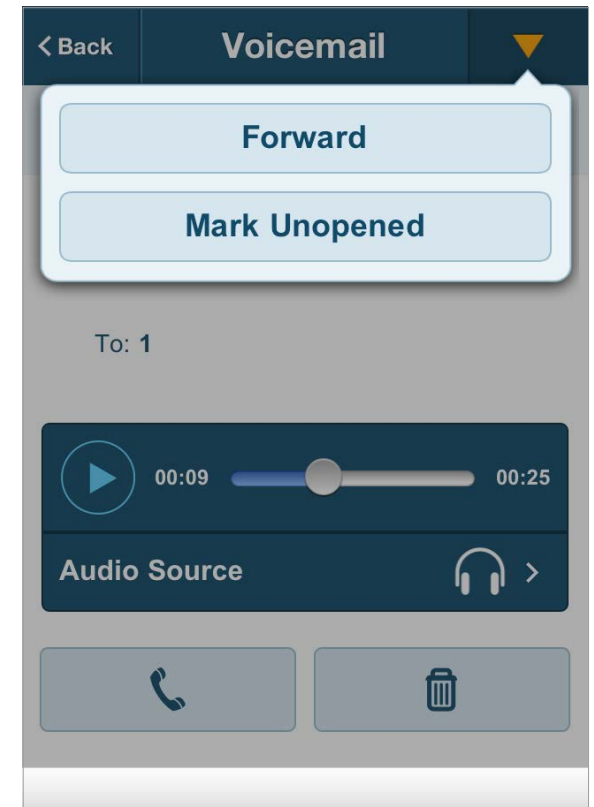 Back Voicemail
Forward
Mark Unopened
To: 1
00:09 00:25
Audio Source